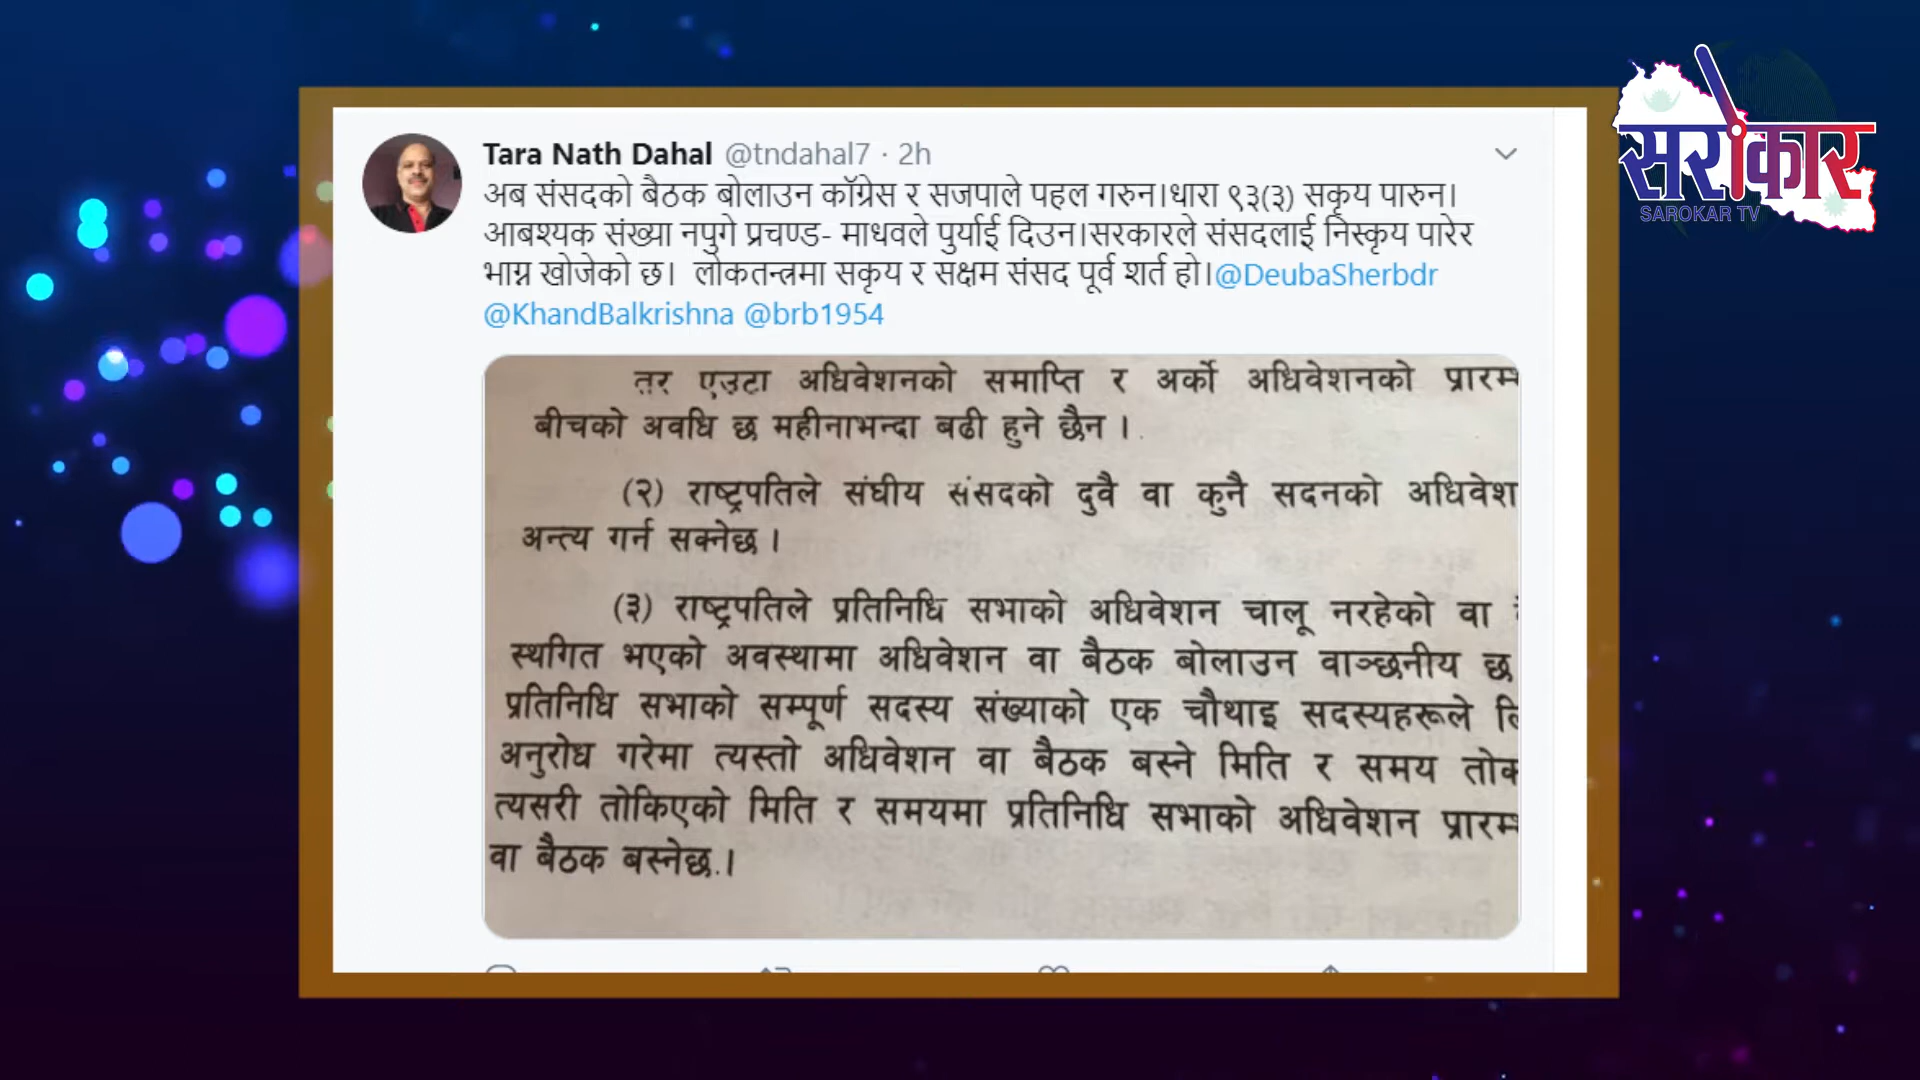 सरोकार
SAROKAR TV
Tara Nath Dahal @tndahal7 · 2h
अब संसदको बैठक बोलाउन कॉग्रेस र सजपाले पहल गरुन।धारा ९३(३) सकृय पारुन।
आबश्यक संख्या नपुगे प्रचण्ड- माधवले पुर्याई दिउन।सरकारले संसदलाई निस्कृय पारेर
भाग्न खोजेको छ। लोकतन्त्रमा सकृय र सक्षम संसद पूर्व शर्त हो।@DeubaSherbdr
@KhandBalkrishna @brb1954
तर एउटा अधिवेशनको समाप्ति र अर्को अधिवेशनको
बीचको अवधि छ महीनाभन्दा बढी हुने छैन ।
(२) राष्ट्रपतिले संघीय संसदको दुवै वा कुनै सदनको
अन्त्य गर्न सक्नेछ ।
(३) राष्ट्रपतिले प्रतिनिधि सभाको अधिवेशन चालू नरहेको वा
स्थगित भएको अवस्थामा अधिवेशन वा बैठक बोलाउन वाञ्छनीय छ
प्रतिनिधि सभाको सम्पूर्ण सदस्य संख्याको एक चौथाइ सदस्यहरूले
अनुरोध गरेमा त्यस्तो अधिवेशन वा बैठक बस्ने मिति र समय
त्यसरी तोकिएको मिति र समयमा प्रतिनिधि सभाको अधिवेशन
वा बैठक बस्नेछ.।